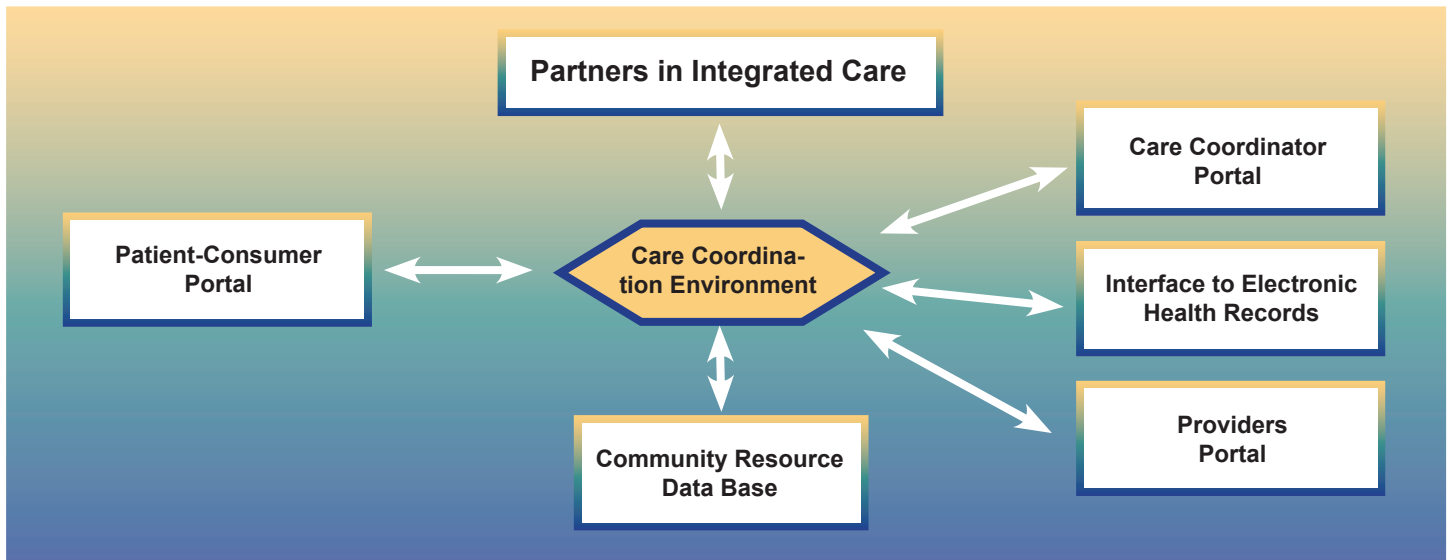 Partners in Integrated Care
Care Coordinator
Portal
Patient-Consumer
Portal
Care Coordina-
tion Environment
Interface to Electronic
Health Records
Community Resource
Data Base
Providers
Portal